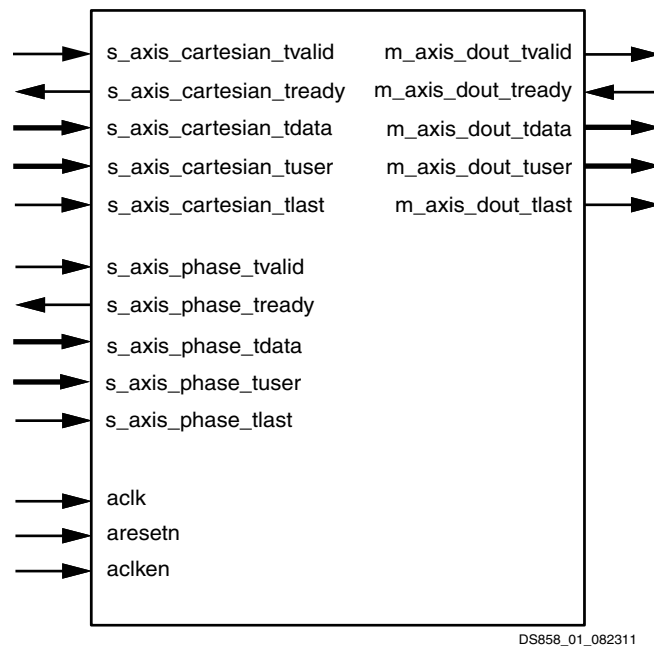 s_axis_cartesian_tvalid m_axis_dout_tvalid
s_axis_cartesian_tready m_axis_dout_tready
s_axis_cartesian_tdata m_axis_dout_tdata
s_axis_cartesian_tuser m_axis_dout_tuser
s_axis_cartesian_tlast m_axis_dout_tlast
s_axis_phase_tvalid
s_axis_phase_tready
s_axis_phase_tdata
s_axis_phase_tuser
s_axis_phase_tlast
aclk
aresetn
aclken
DS858_01_082311